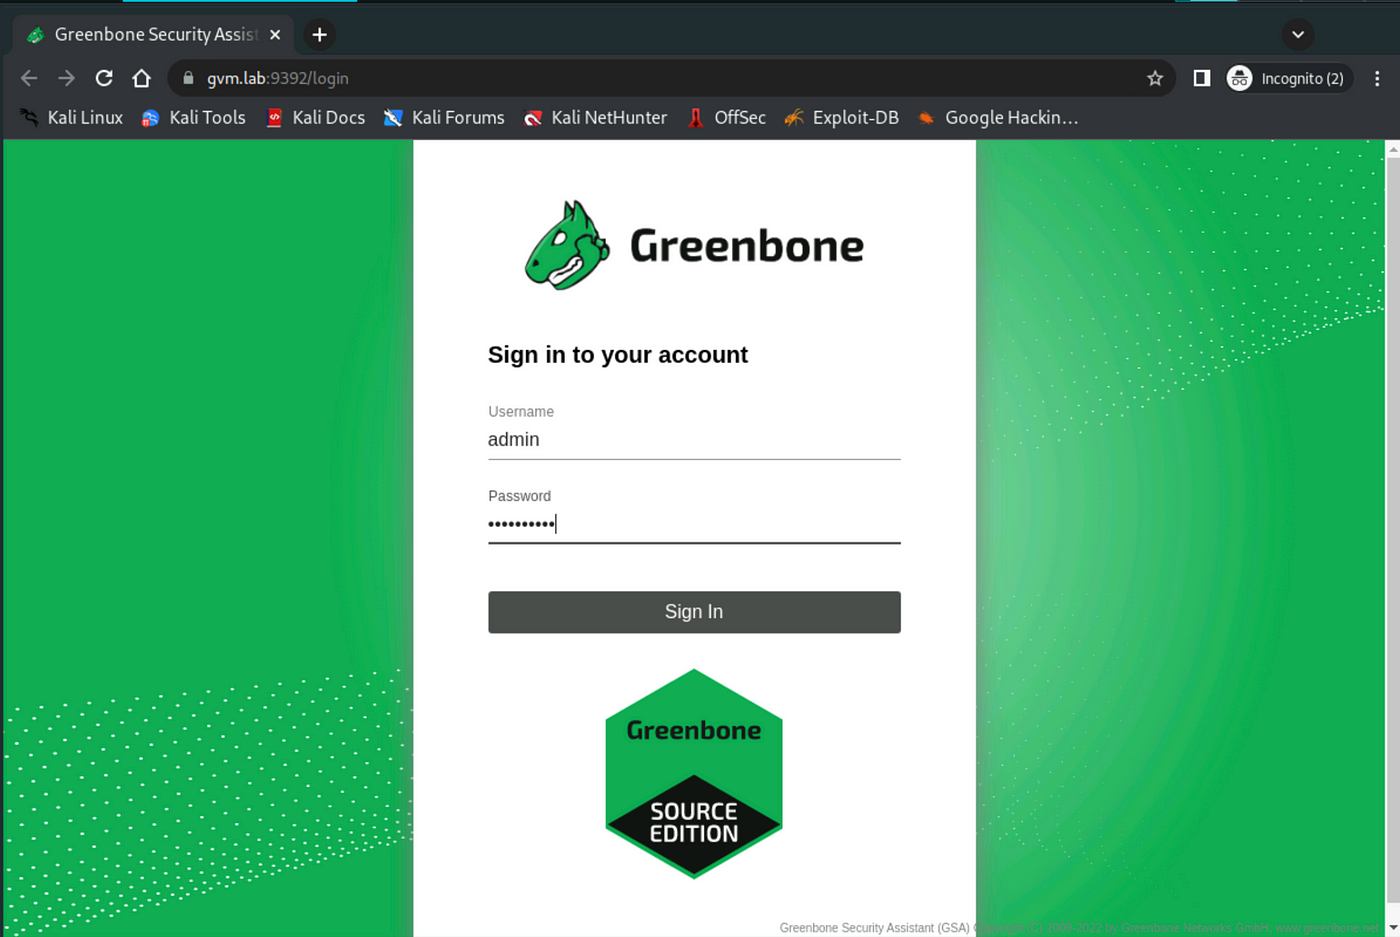 Greenbone Security Assist
gvm.lab:9392/login
Incognito (2)
Kali Linux
Kali Tools
Kali Docs
Kali Forums
Kali NetHunter
OffSec
Exploit-DB
Google Hackin…
Greenbone
Sign in to your account
Username
admin
Password
••••••••••
Sign In
Greenbone
SOURCE
EDITION
Greenbone Security Assistant (GSA) Copyright (C) 2009-2022 by Greenbone Networks GmbH, www.greenbone.net